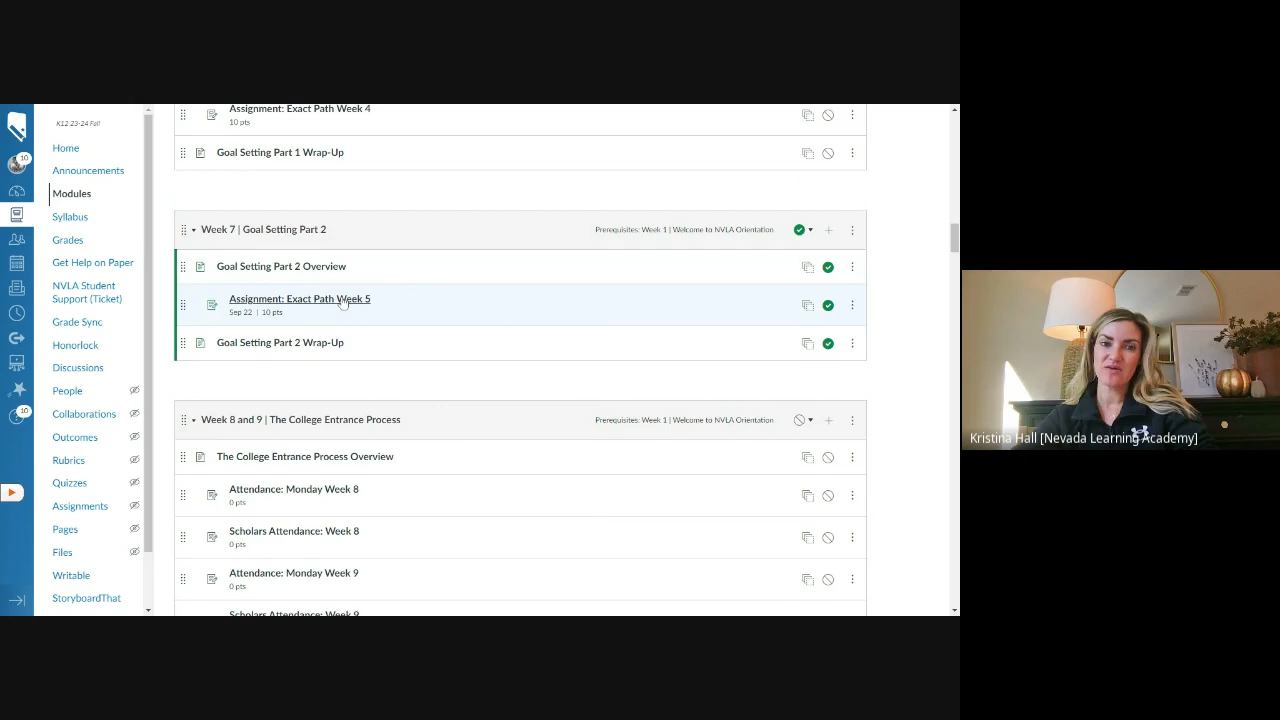 K12 23-24 Fall
Home
Announcements
Modules
Syllabus
Grades
Get Help on Paper
NVLA Student
Support (Ticket)
Grade Sync
Honorlock
Discussions
People
Collaborations
Outcomes
Rubrics
Quizzes
Assignments
Pages
Files
Writable
StoryboardThat
10
10
Assignment: Exact Path Week 4
10 pts
Goal Setting Part 1 Wrap-Up
Week 7 | Goal Setting Part 2
Prerequisites: Week 1 | Welcome to NVLA Orientation
Goal Setting Part 2 Overview
Assignment: Exact Path Week 5
Sep 22 | 10 pts
Goal Setting Part 2 Wrap-Up
Week 8 and 9 | The College Entrance Process
Prerequisites: Week 1 | Welcome to NVLA Orientation
The College Entrance Process Overview
Attendance: Monday Week 8
0 pts
Scholars Attendance: Week 8
0 pts
Attendance: Monday Week 9
0 pts
Scholars Attendance: Week 9
Kristina Hall [Nevada Learning Academy]